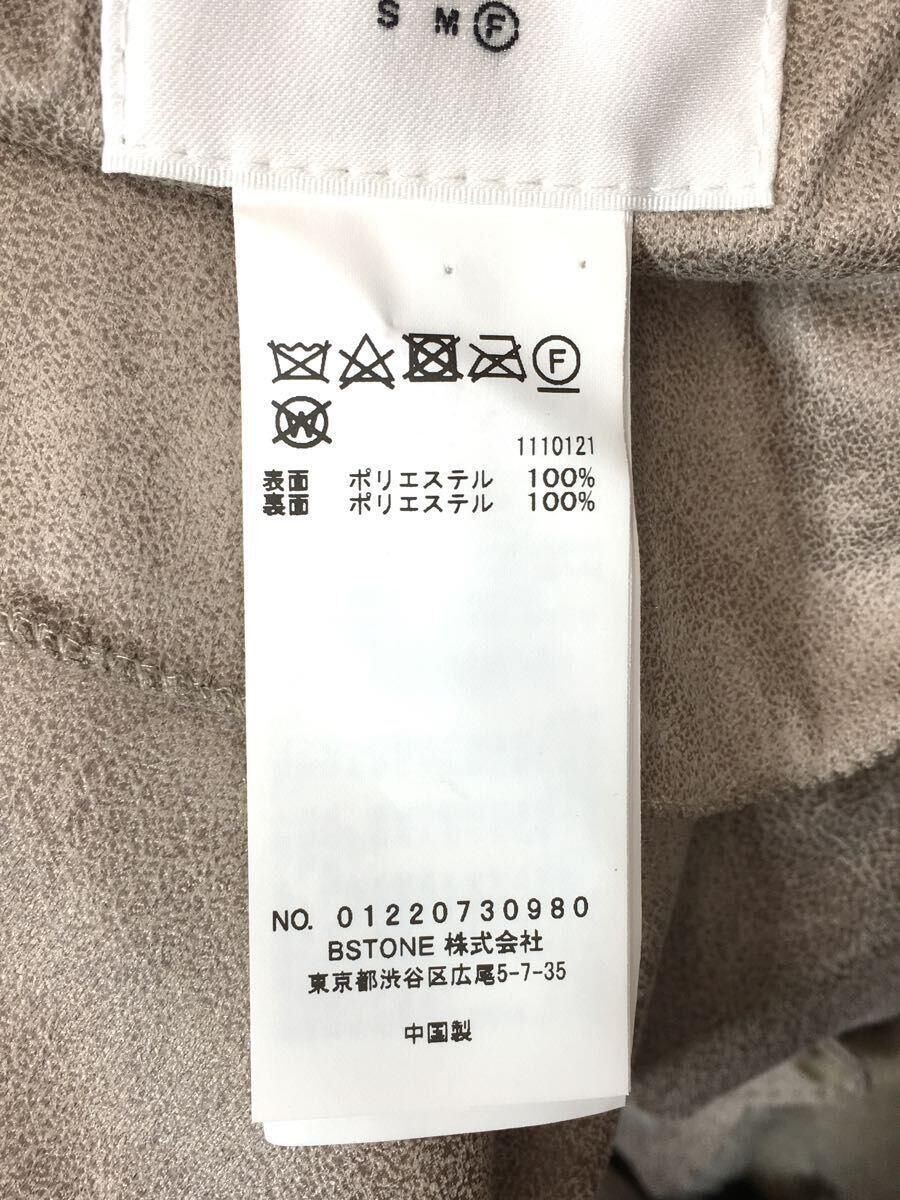 S M F
F
W
1110121
表面 ポリエステル 100%
裏面 ポリエステル 100%
NO. 01220730980
BSTONE 株式会社
東京都渋谷区広尾5-7-35
中国製